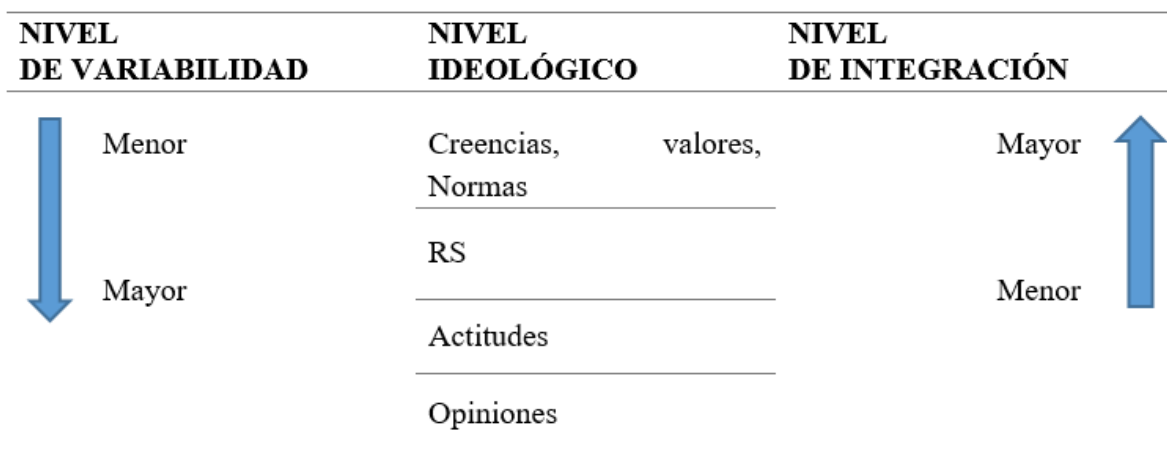 NIVEL
DE VARIABILIDAD
NIVEL
IDEOLÓGICO
NIVEL
DE INTEGRACIÓN
Menor
Creencias, valores,
Normas
Mayor
RS
Mayor
Menor
Actitudes
Opiniones